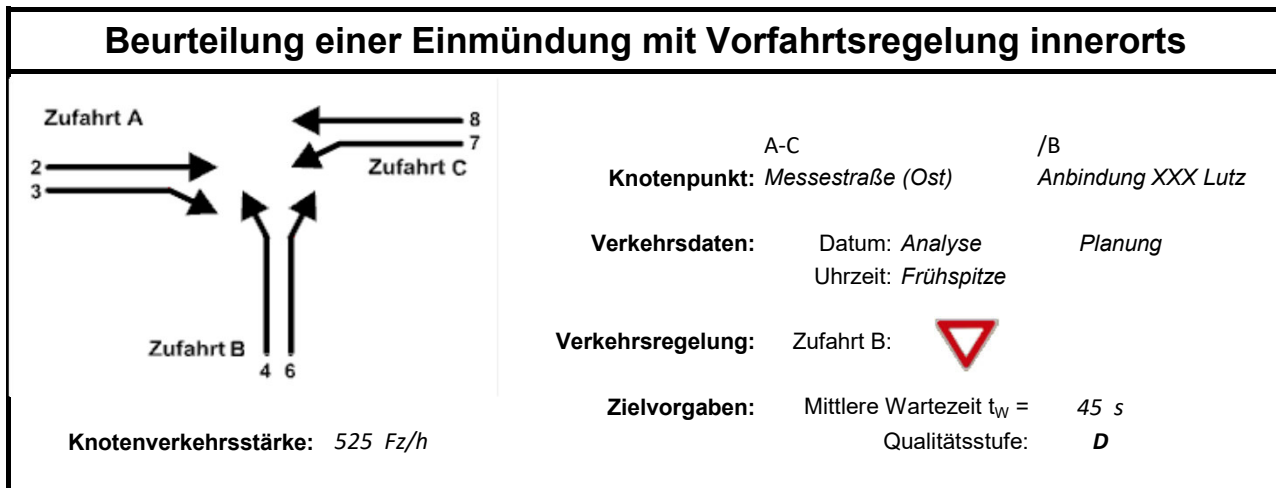 Beurteilung einer Einmündung mit Vorfahrtsregelung innerorts
Zufahrt A
8
7
Zufahrt C
2
3
Zufahrt B
4 6
Knotenverkehrsstärke: 525 Fz/h
A-C /B
Knotenpunkt: Messestraße (Ost) Anbindung XXX Lutz
Verkehrsdaten: Datum: Analyse Planung
Uhrzeit: Frühspitze
Verkehrsregelung: Zufahrt B:
Zielvorgaben: Mittlere Wartezeit tW = 45 s
Qualitätsstufe: D